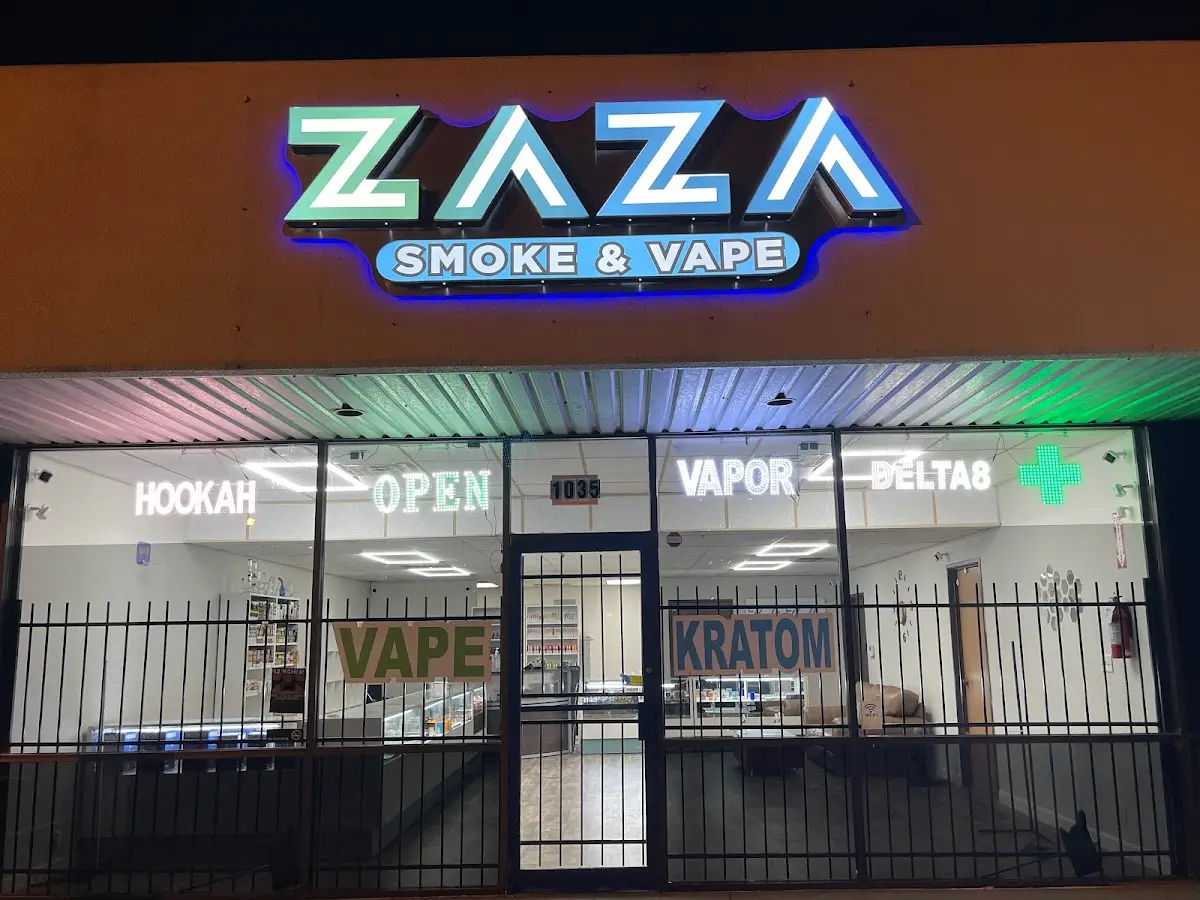 ZAZA
SMOKE & VAPE
HOOKAH
OPEN
1035
VAPOR
DELTA8
VAPE
KRATOM